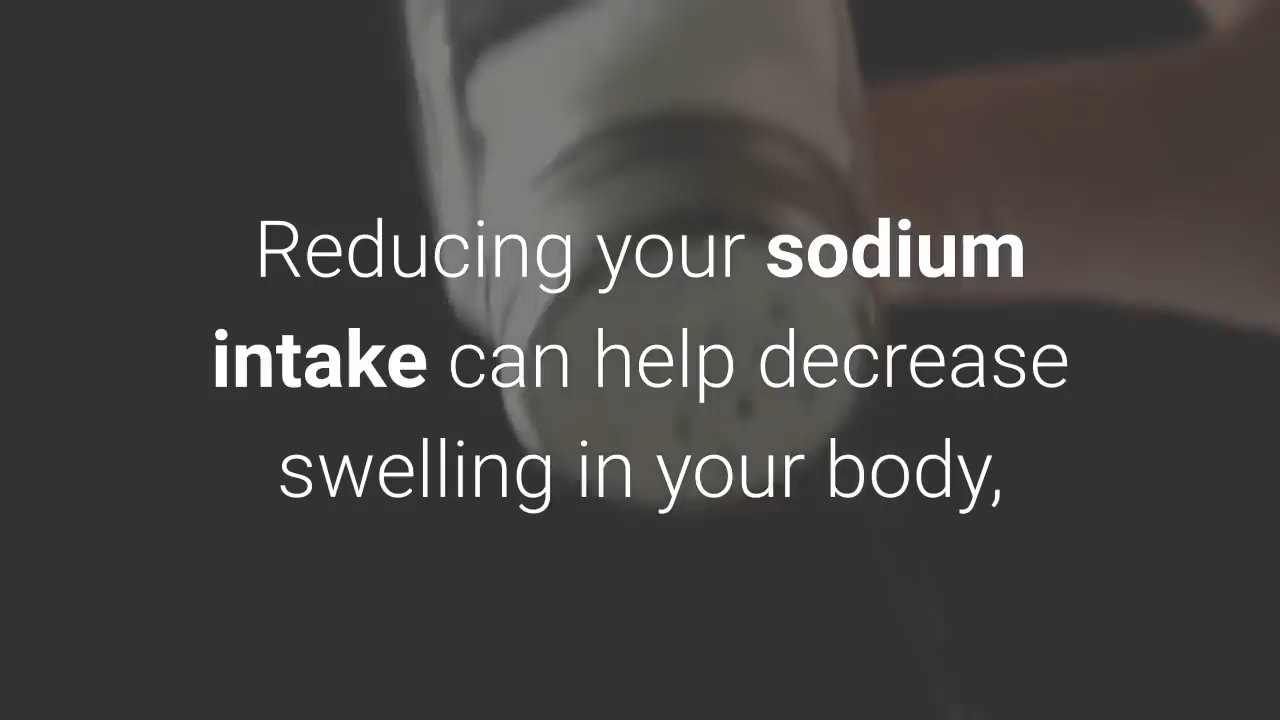 Reducing your sodium
intake can help decrease
swelling in your body,